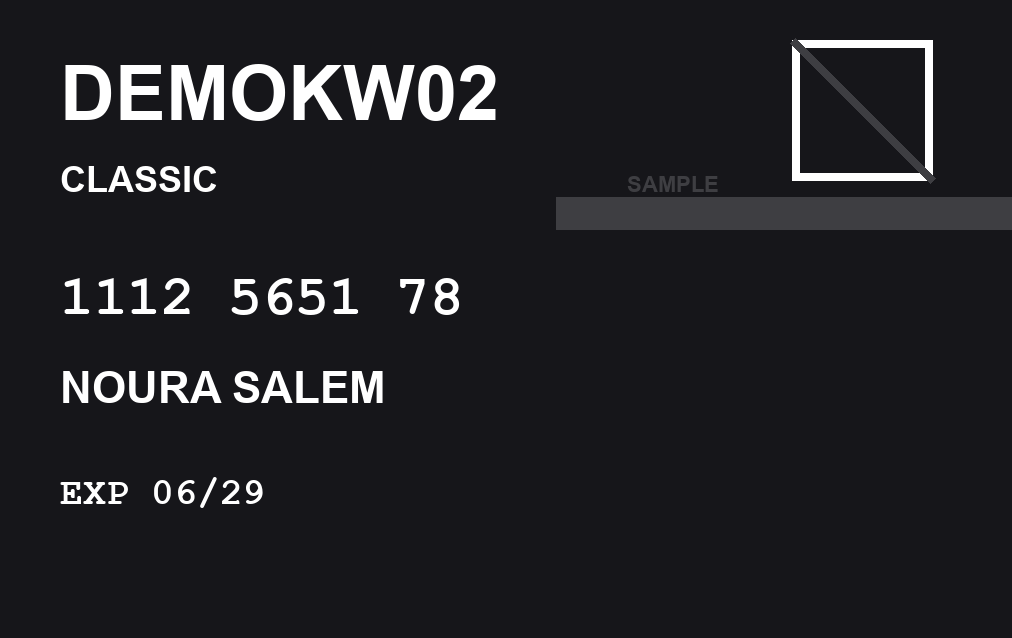 DEMOKW02
CLASSIC
SAMPLE
1112 5651 78
NOURA SALEM
EXP 06/29